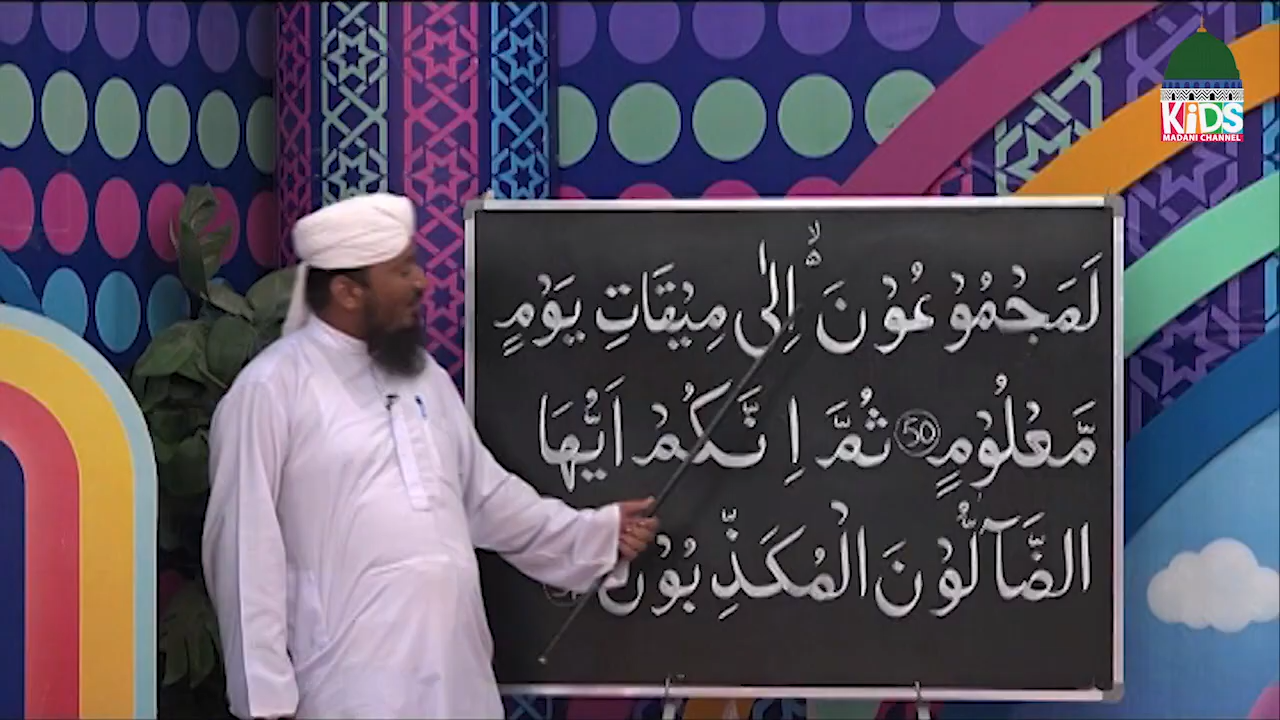 KiDS
MADANI CHANNEL
لَمَجْمُوْعُوْنَ ۙ۬ اِلٰى مِیْقَاتِ یَوْمٍ
مَّعْلُوْمٍ 50 ثُمَّ اِنَّكُمْ اَیُّهَا
الضَّآلُّوْنَ الْمُكَذِّبُوْنَ